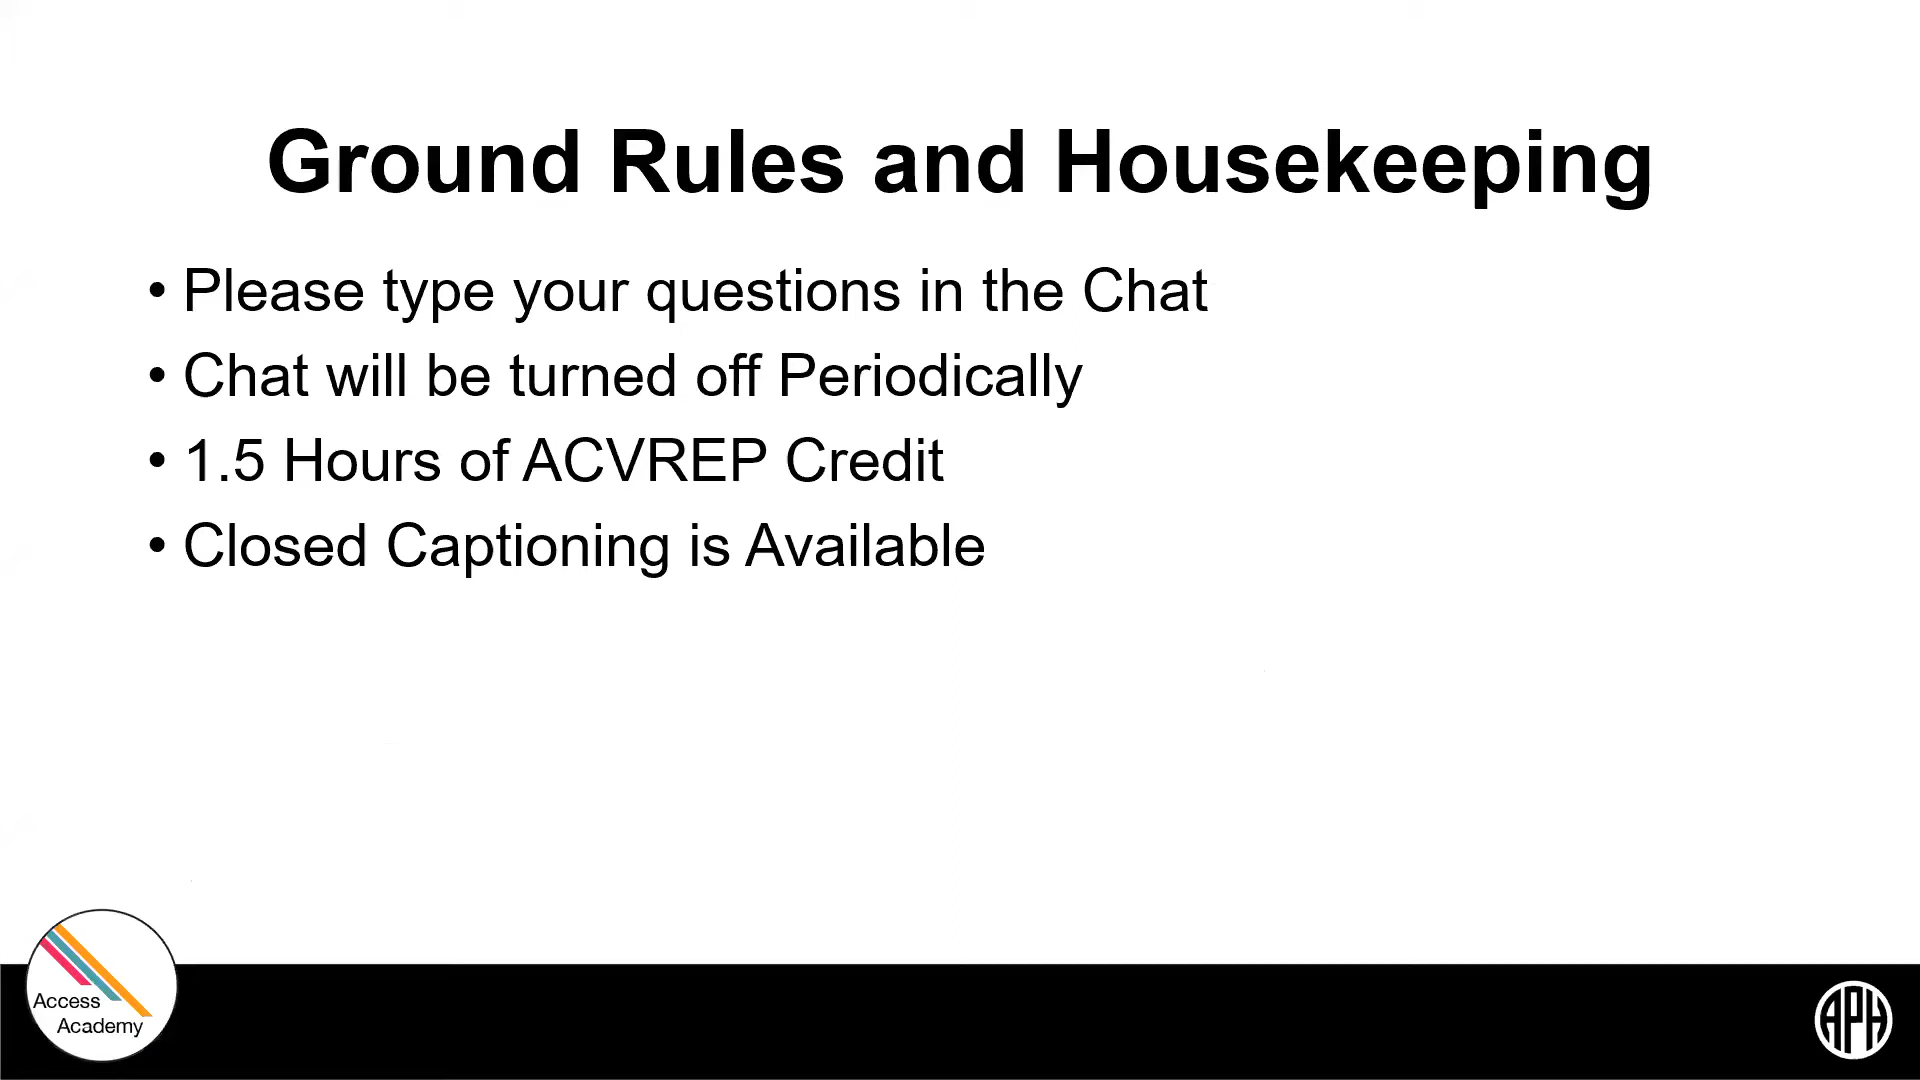 Ground Rules and Housekeeping
• Please type your questions in the Chat
• Chat will be turned off Periodically
• 1.5 Hours of ACVREP Credit
• Closed Captioning is Available
Access
Academy
APH